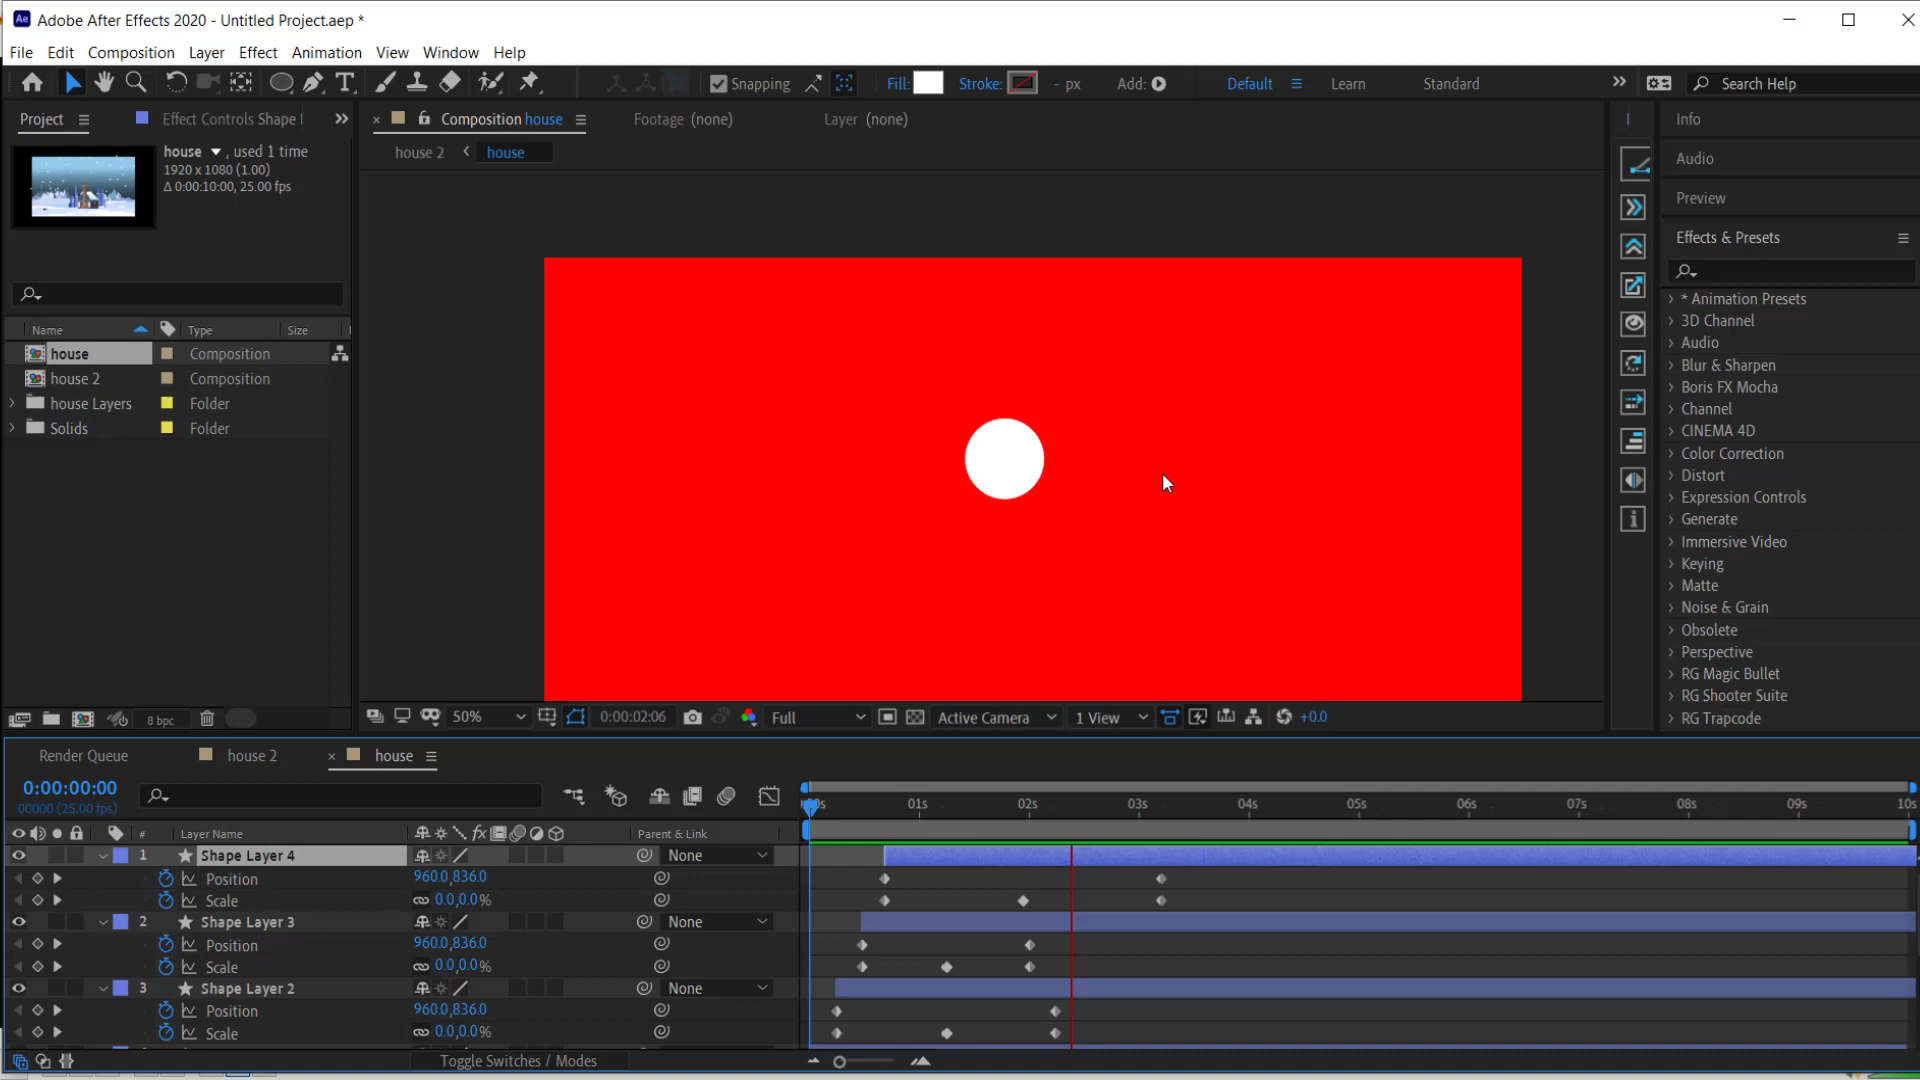 Ae Adobe After Effects 2020 - Untitled Project.aep *
File Edit Composition Layer Effect Animation View Window Help
Snapping Fill: Stroke: - px Add: Default Learn Standard Search Help
Project Effect Controls Shape
Composition house Footage (none) Layer (none)
house 2 house
house , used 1 time
1920 x 1080 (1.00)
Δ 0:00:10:00, 25.00 fps
Name Type Size
house Composition
house 2 Composition
house Layers Folder
Solids Folder
8 bpc
50% 0:00:02:06 Full Active Camera 1 View +0.0
Info
Audio
Preview
Effects & Presets
* Animation Presets
3D Channel
Audio
Blur & Sharpen
Boris FX Mocha
Channel
CINEMA 4D
Color Correction
Distort
Expression Controls
Generate
Immersive Video
Keying
Matte
Noise & Grain
Obsolete
Perspective
RG Magic Bullet
RG Shooter Suite
RG Trapcode
Render Queue house 2 house
0:00:00:00
00000 (25.00 fps)
01s 02s 03s 04s 05s 06s 07s 08s 09s 10s
# Layer Name fx Parent & Link
1 Shape Layer 4 None
Position 960.0,836.0
Scale 0.0,0.0%
2 Shape Layer 3 None
Position 960.0,836.0
Scale 0.0,0.0%
3 Shape Layer 2 None
Position 960.0,836.0
Scale 0.0,0.0%
Toggle Switches / Modes